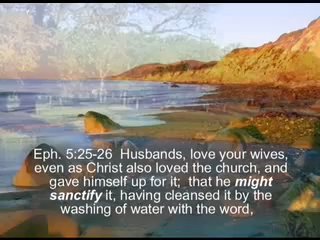 Eph. 5:25-26  Husbands, love your wives,
even as Christ also loved the church, and
gave himself up for it;  that he might
sanctify it, having cleansed it by the
washing of water with the word,